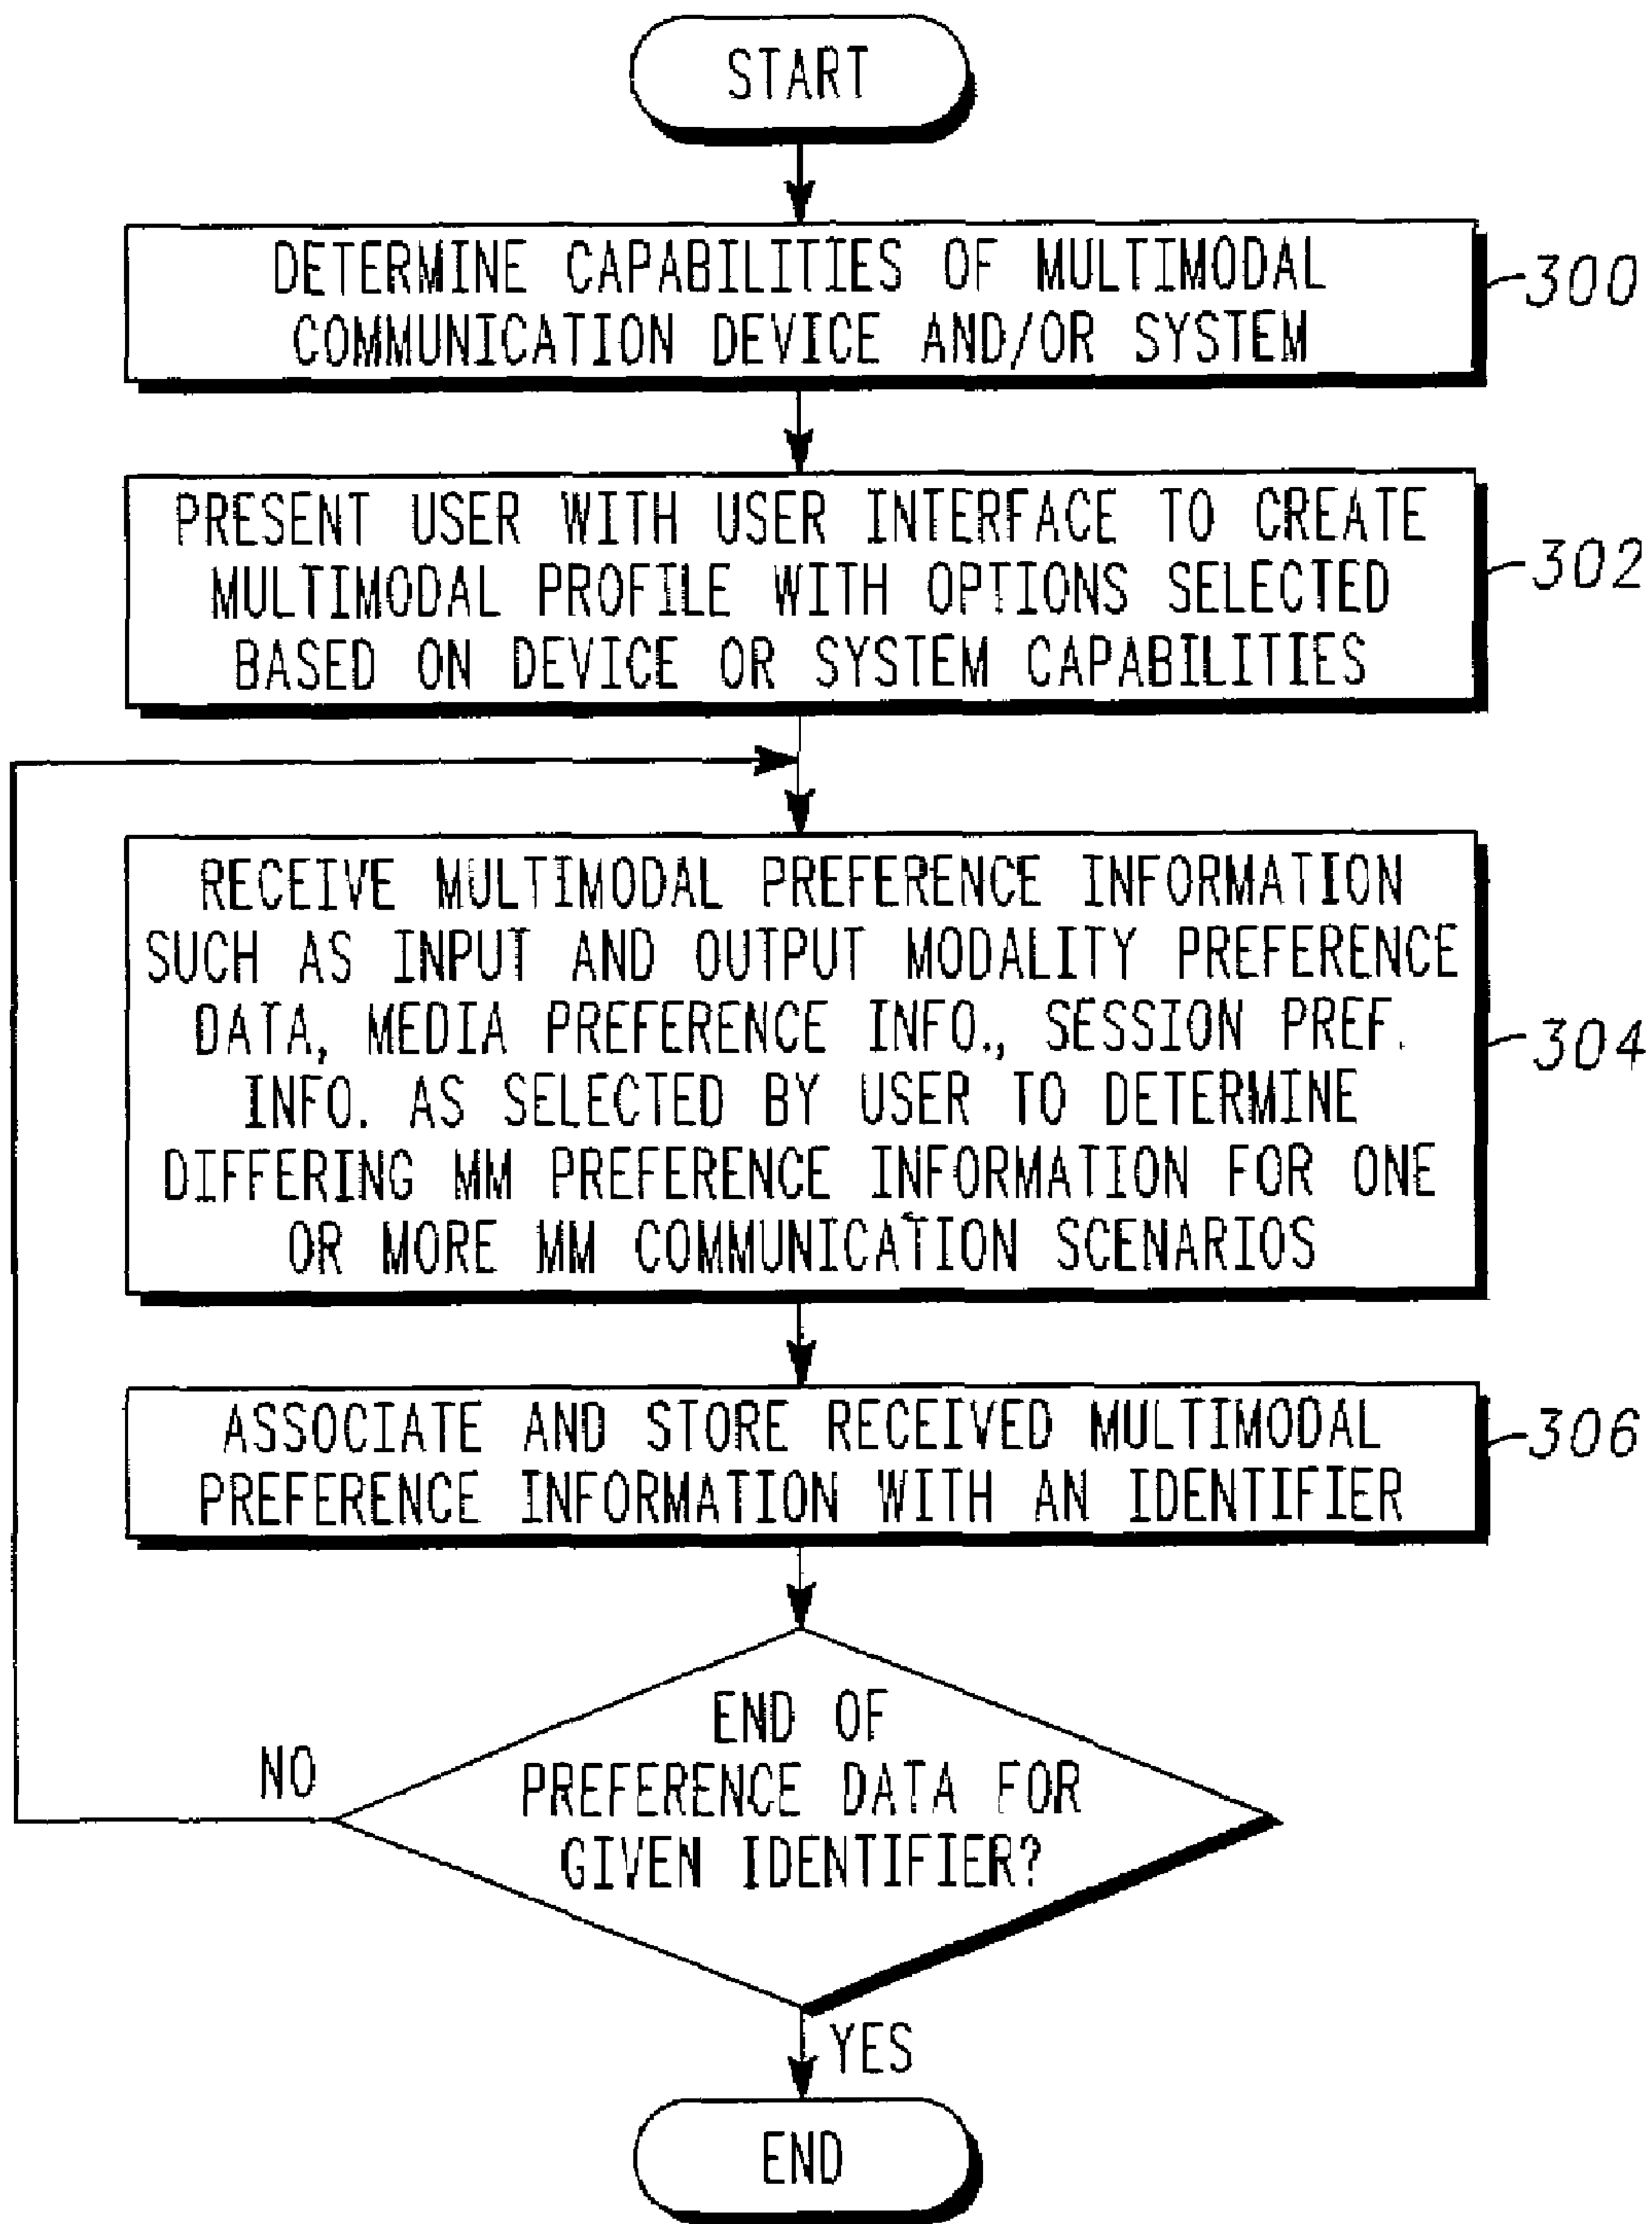 START
DETERMINE CAPABILITIES OF MULTIMODAL
COMMUNICATION DEVICE AND/OR SYSTEM
300
PRESENT USER WITH USER INTERFACE TO CREATE
MULTIMODAL PROFILE WITH OPTIONS SELECTED
BASED ON DEVICE OR SYSTEM CAPABILITIES
302
RECEIVE MULTIMODAL PREFERENCE INFORMATION
SUCH AS INPUT AND OUTPUT MODALITY PREFERENCE
DATA, MEDIA PREFERENCE INFO., SESSION PREF.
INFO. AS SELECTED BY USER TO DETERMINE
DIFFERING MM PREFERENCE INFORMATION FOR ONE
OR MORE MM COMMUNICATION SCENARIOS
304
ASSOCIATE AND STORE RECEIVED MULTIMODAL
PREFERENCE INFORMATION WITH AN IDENTIFIER
306
END OF
PREFERENCE DATA FOR
GIVEN IDENTIFIER?
NO
YES
END